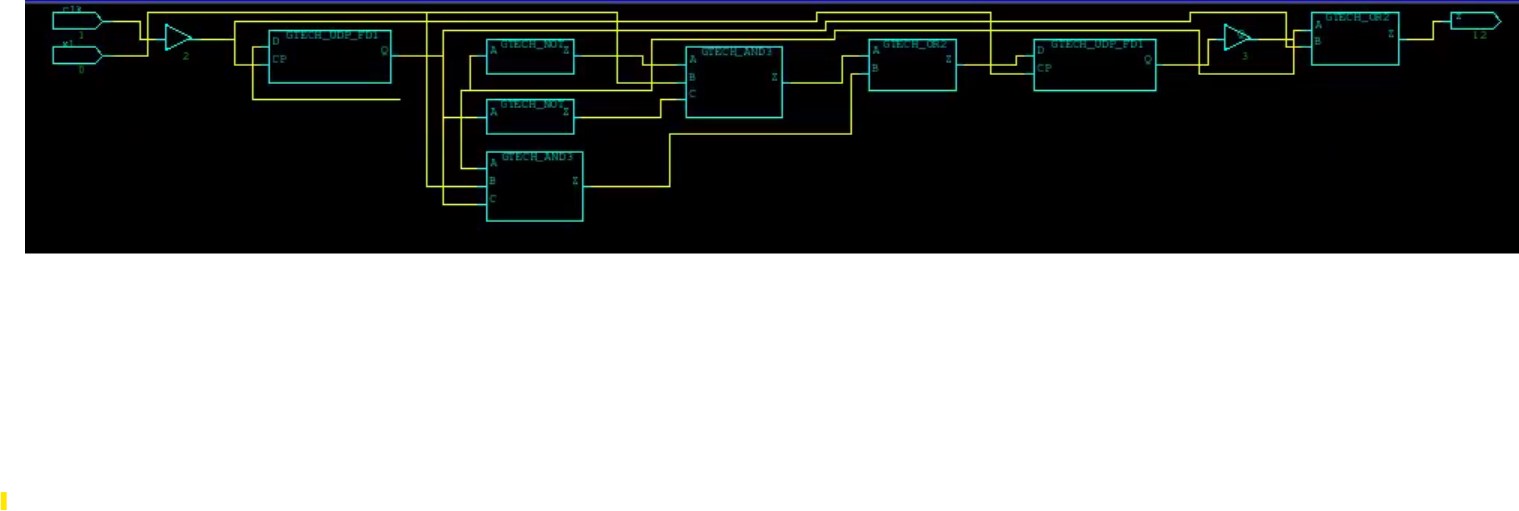 clk
1
x1
0
2
GTECH_UDP_FD1
D
CP
Q
GTECH_NOT
A
Z
GTECH_NOT
A
Z
GTECH_AND3
A
B
C
Z
GTECH_AND3
A
B
C
Z
GTECH_OR2
A
B
Z
GTECH_UDP_FD1
D
CP
Q
3
GTECH_OR2
A
B
Z
z
12